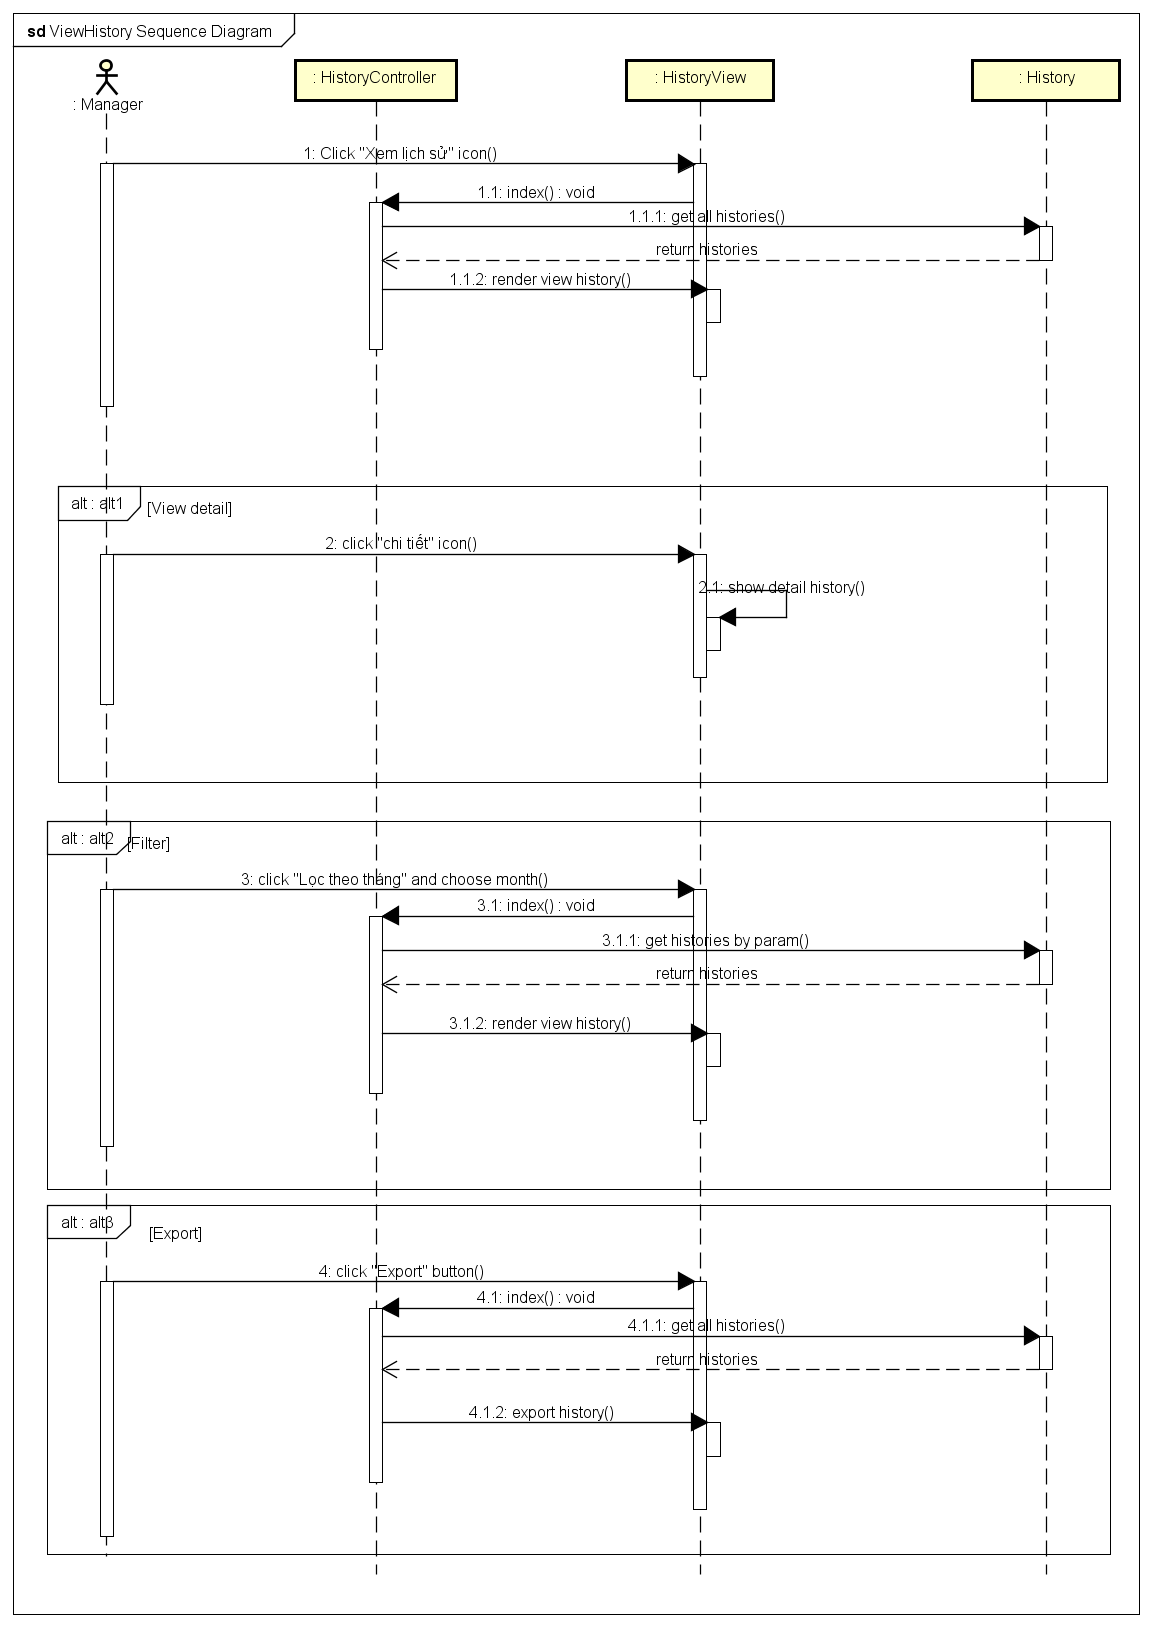 sd ViewHistory Sequence Diagram
: Manager
: HistoryController
: HistoryView
: History
1: Click "Xem lịch sử" icon()
1.1: index() : void
1.1.1: get all histories()
return histories
1.1.2: render view history()
alt : alt1
[View detail]
2: click "chi tiết" icon()
2.1: show detail history()
alt : alt2
[Filter]
3: click "Lọc theo tháng" and choose month()
3.1: index() : void
3.1.1: get histories by param()
return histories
3.1.2: render view history()
alt : alt3
[Export]
4: click "Export" button()
4.1: index() : void
4.1.1: get all histories()
return histories
4.1.2: export history()